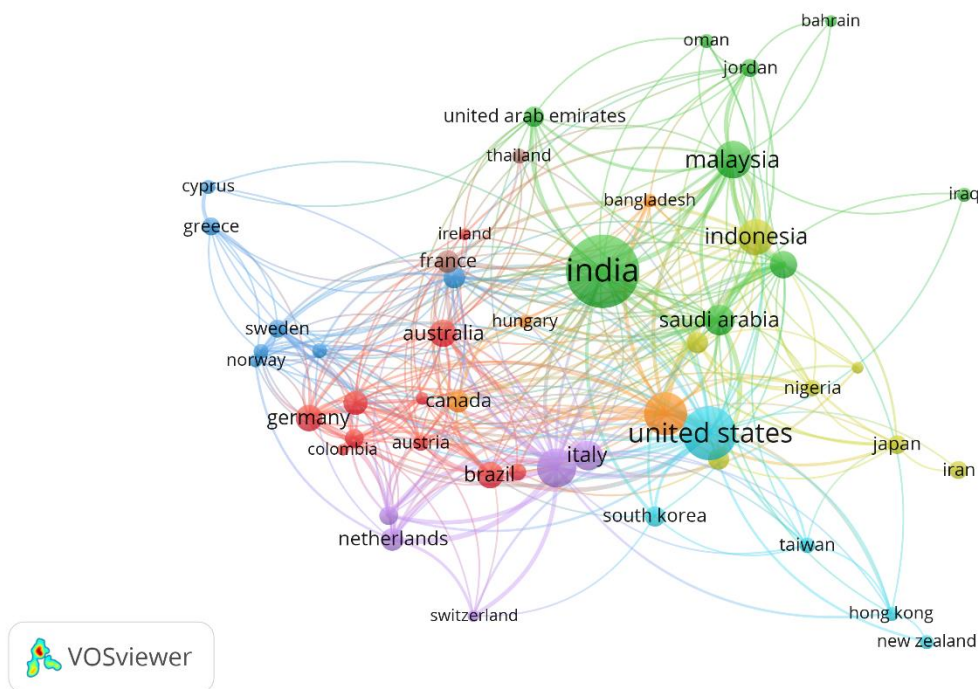 bahrain
oman
jordan
united arab emirates
thailand
malaysia
cyprus
bangladesh
iraq
greece
ireland
indonesia
france
india
hungary
saudi arabia
sweden
australia
norway
nigeria
canada
germany
united states
austria
colombia
italy
japan
brazil
iran
south korea
netherlands
taiwan
switzerland
hong kong
new zealand
VOSviewer